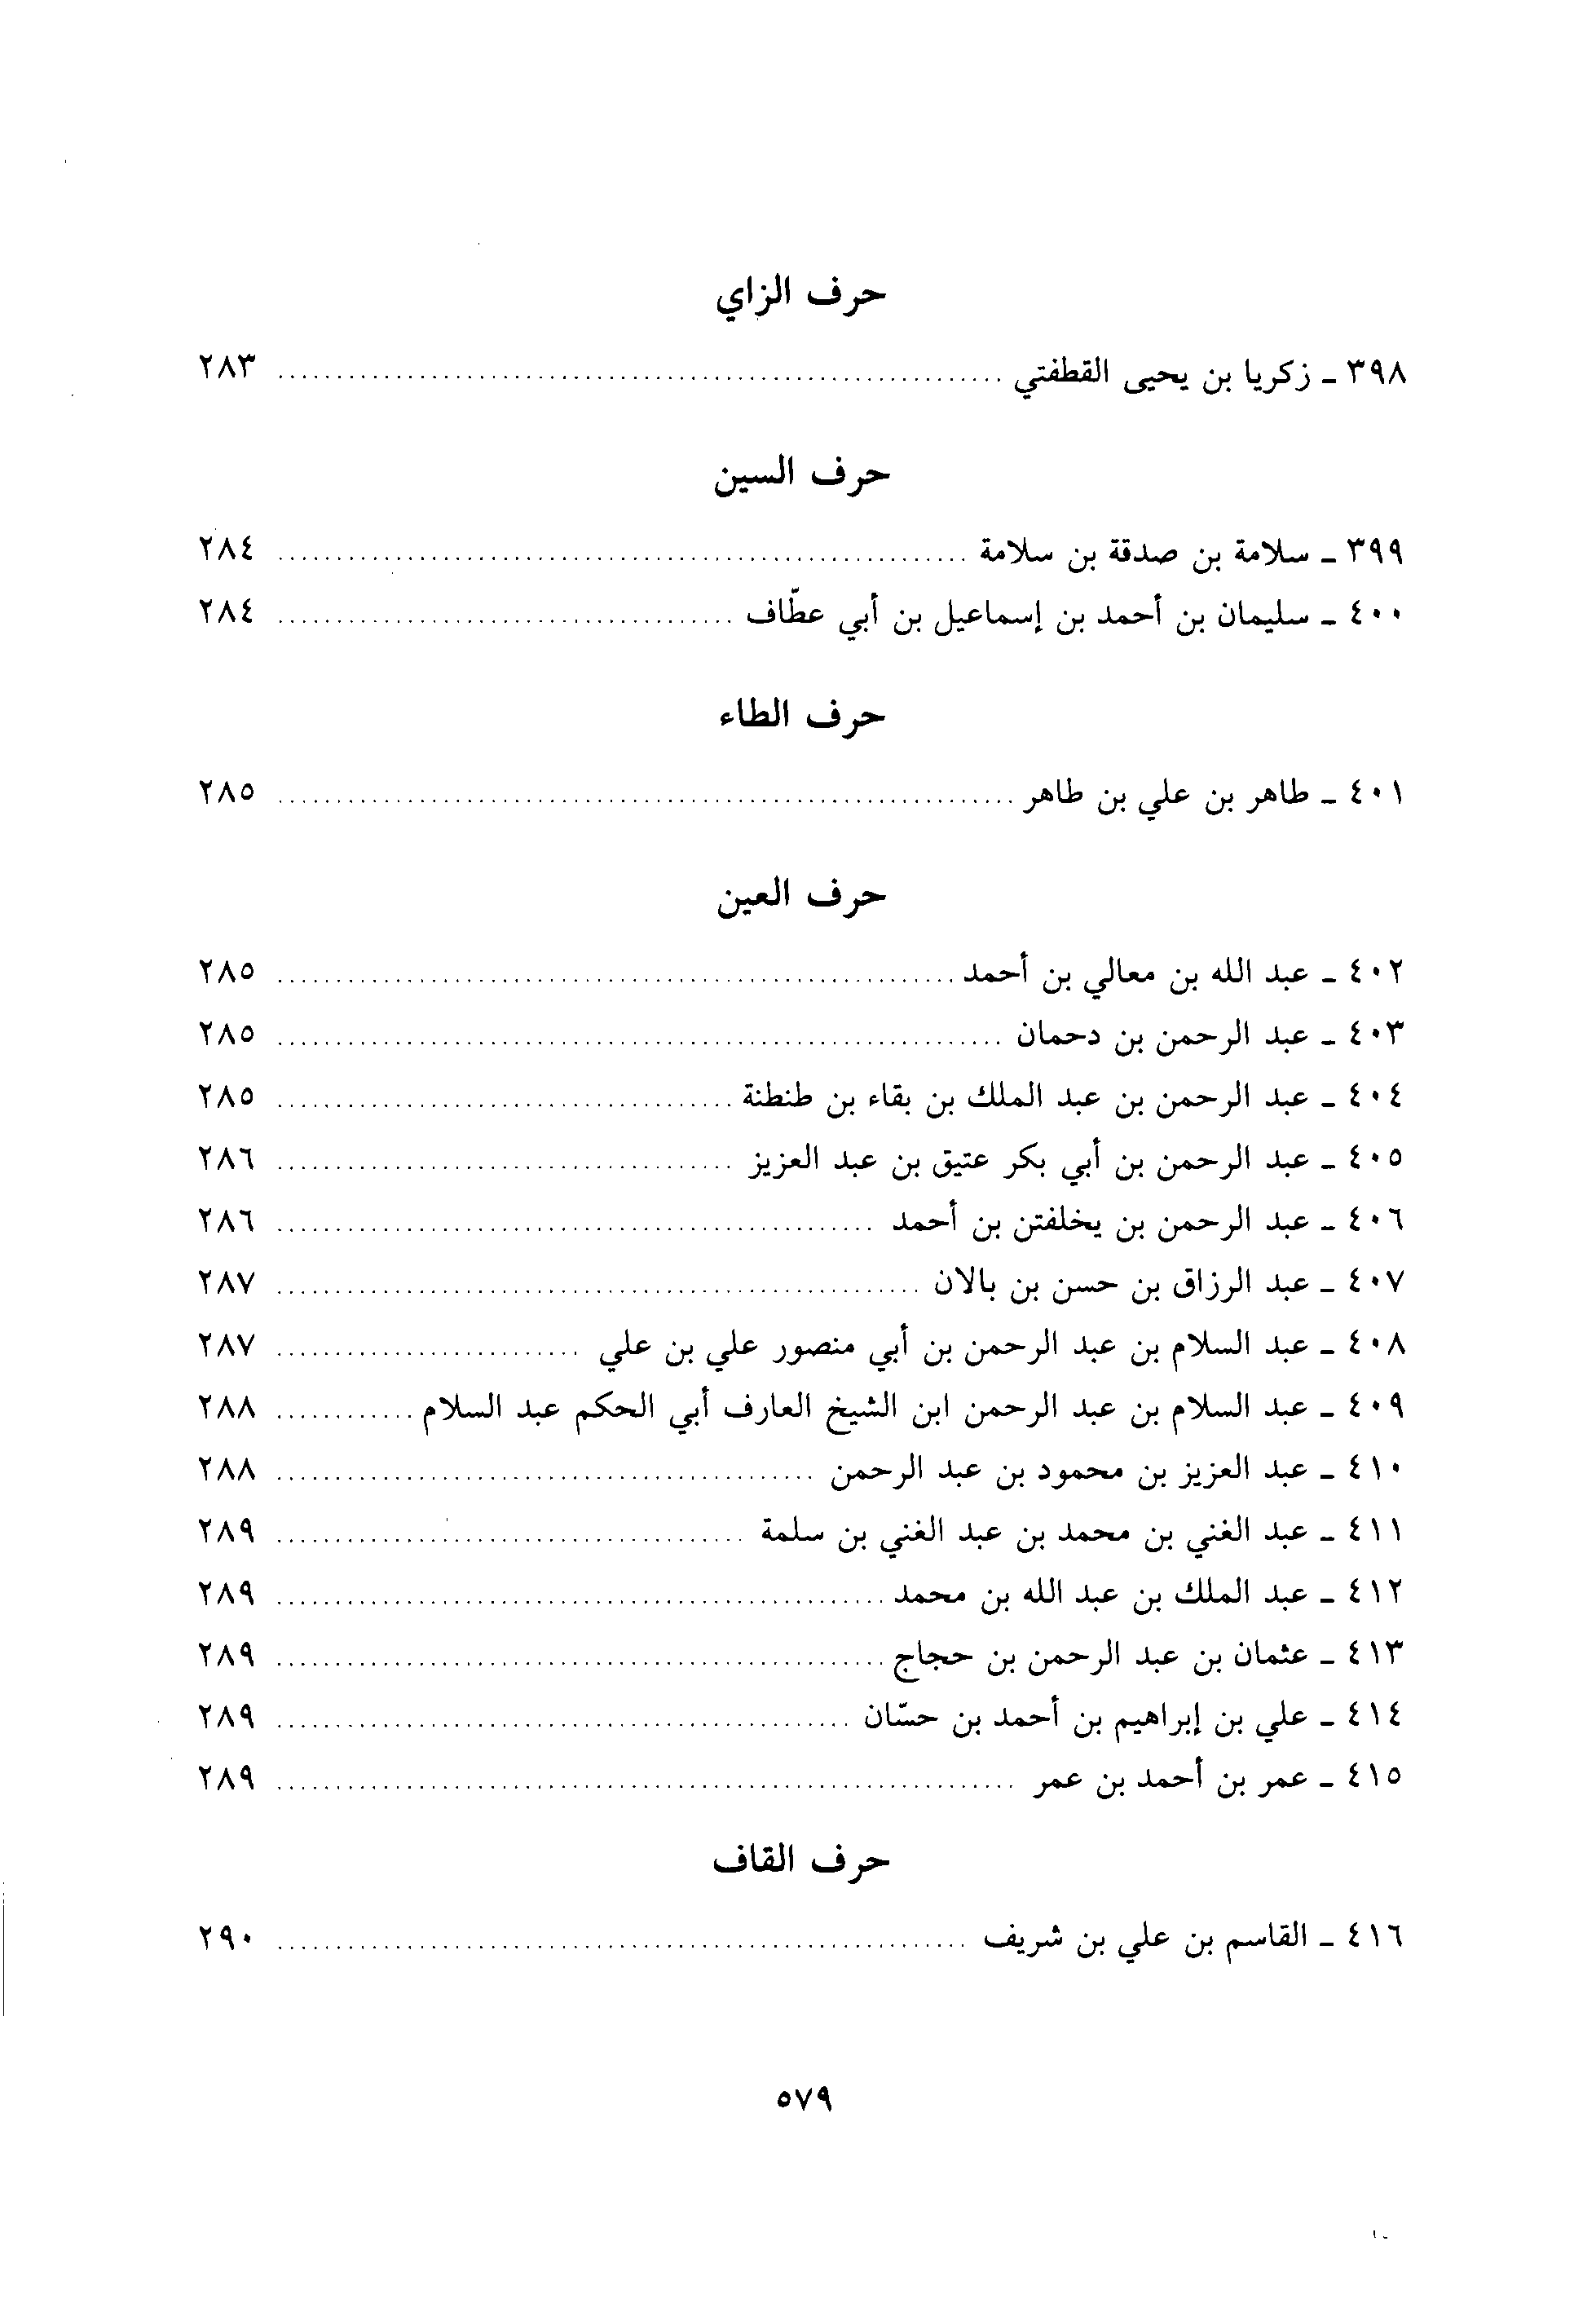 حرف الزاي
٣٩٨ ـ زكريا بن يحيى القطفتي ........ ٢٨٣
حرف السين
٣٩٩ ـ سلامة بن صدقة بن سلامة ........ ٢٨٤
٤٠٠ ـ سليمان بن أحمد بن إسماعيل بن أبي عطّاف ........ ٢٨٤
حرف الطاء
٤٠١ ـ طاهر بن علي بن طاهر ........ ٢٨٥
حرف العين
٤٠٢ ـ عبد الله بن معالي بن أحمد ........ ٢٨٥
٤٠٣ ـ عبد الرحمن بن دحمان ........ ٢٨٥
٤٠٤ ـ عبد الرحمن بن عبد الملك بن بقاء بن طنطنة ........ ٢٨٥
٤٠٥ ـ عبد الرحمن بن أبي بكر عتيق بن عبد العزيز ........ ٢٨٦
٤٠٦ ـ عبد الرحمن بن يخلفتن بن أحمد ........ ٢٨٦
٤٠٧ ـ عبد الرزاق بن حسن بن بالان ........ ٢٨٧
٤٠٨ ـ عبد السلام بن عبد الرحمن بن أبي منصور علي بن علي ........ ٢٨٧
٤٠٩ ـ عبد السلام بن عبد الرحمن ابن الشيخ العارف أبي الحكم عبد السلام ........ ٢٨٨
٤١٠ ـ عبد العزيز بن محمود بن عبد الرحمن ........ ٢٨٨
٤١١ ـ عبد الغني بن محمد بن عبد الغني بن سلمة ........ ٢٨٩
٤١٢ ـ عبد الملك بن عبد الله بن محمد ........ ٢٨٩
٤١٣ ـ عثمان بن عبد الرحمن بن حجاج ........ ٢٨٩
٤١٤ ـ علي بن إبراهيم بن أحمد بن حسّان ........ ٢٨٩
٤١٥ ـ عمر بن أحمد بن عمر ........ ٢٨٩
حرف القاف
٤١٦ ـ القاسم بن علي بن شريف ........ ٢٩٠
٥٧٩